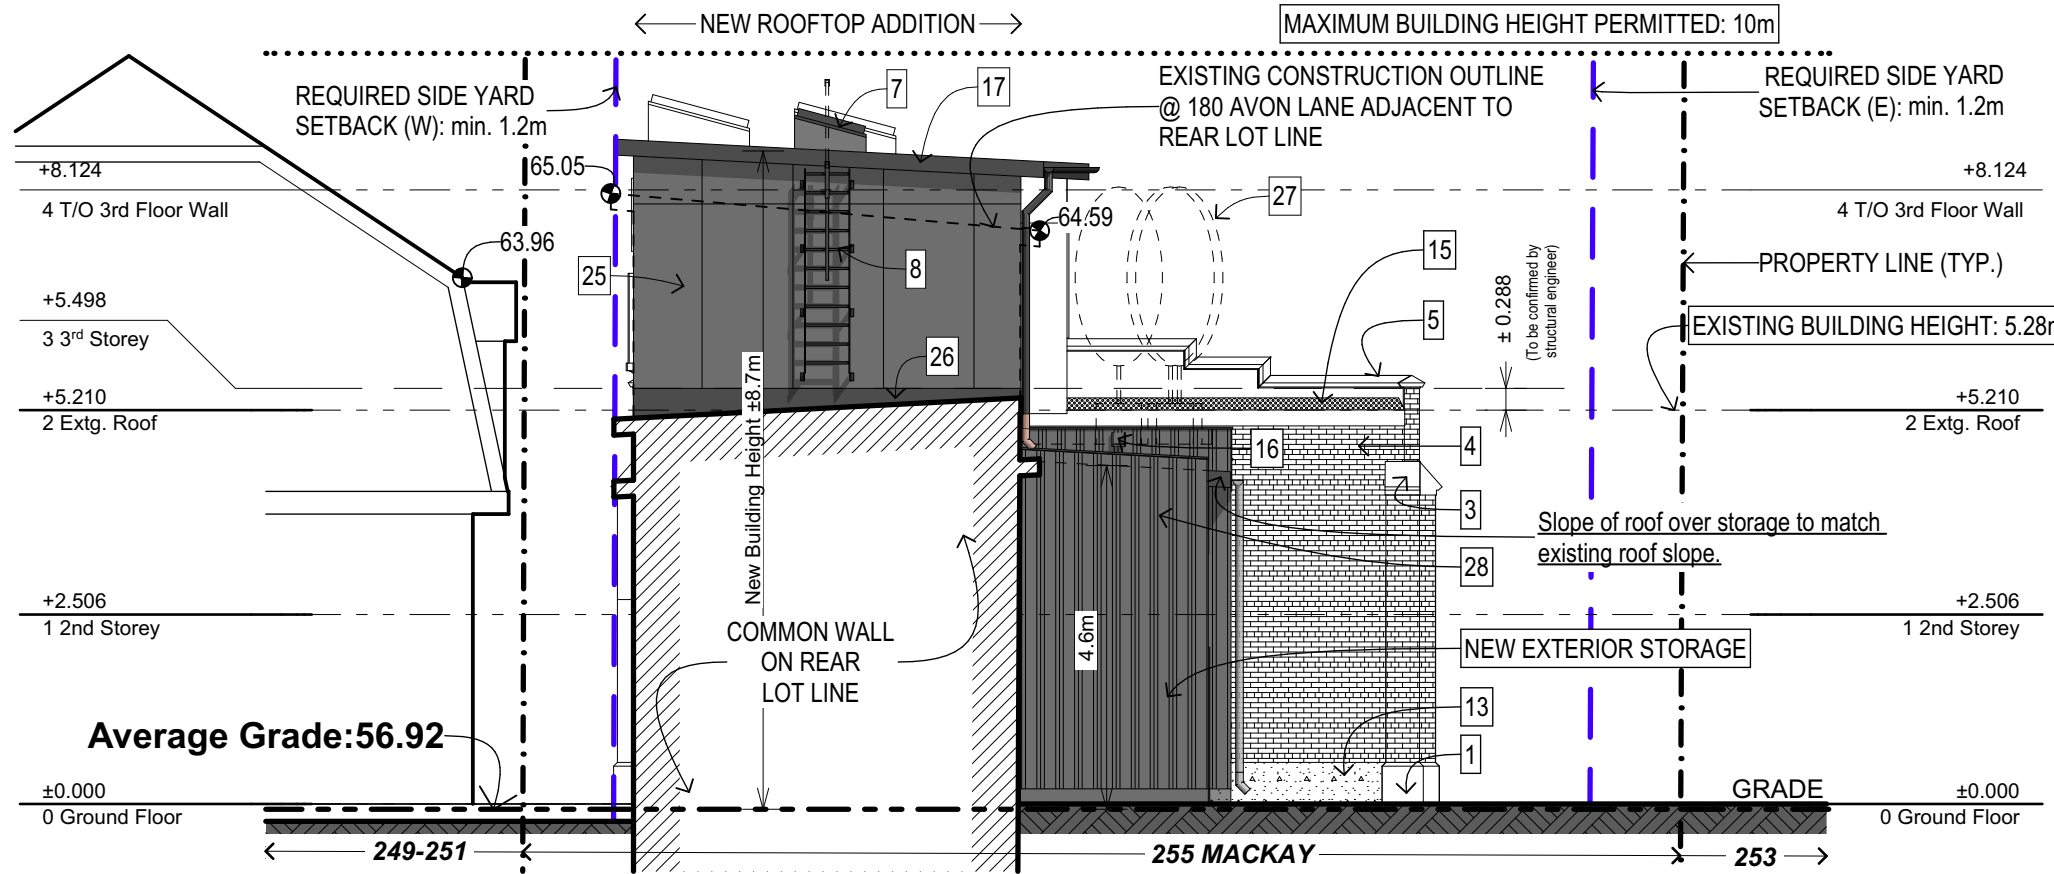 NEW ROOFTOP ADDITION
MAXIMUM BUILDING HEIGHT PERMITTED: 10m
REQUIRED SIDE YARD
SETBACK (W): min. 1.2m
7
17
EXISTING CONSTRUCTION OUTLINE
@ 180 AVON LANE ADJACENT TO
REAR LOT LINE
REQUIRED SIDE YARD
SETBACK (E): min. 1.2m
+8.124
4 T/O 3rd Floor Wall
65.05
64.59
27
+8.124
4 T/O 3rd Floor Wall
63.96
25
8
15
PROPERTY LINE (TYP.)
+5.498
3 3rd Storey
± 0.288
(To be confirmed by
structural engineer)
5
EXISTING BUILDING HEIGHT: 5.28m
26
+5.210
2 Extg. Roof
+5.210
2 Extg. Roof
New Building Height ±8.7m
16
4
3
Slope of roof over storage to match
existing roof slope.
28
+2.506
1 2nd Storey
+2.506
1 2nd Storey
COMMON WALL
ON REAR
LOT LINE
4.6m
NEW EXTERIOR STORAGE
13
Average Grade:56.92
1
±0.000
0 Ground Floor
GRADE
±0.000
0 Ground Floor
249-251
255 MACKAY
253